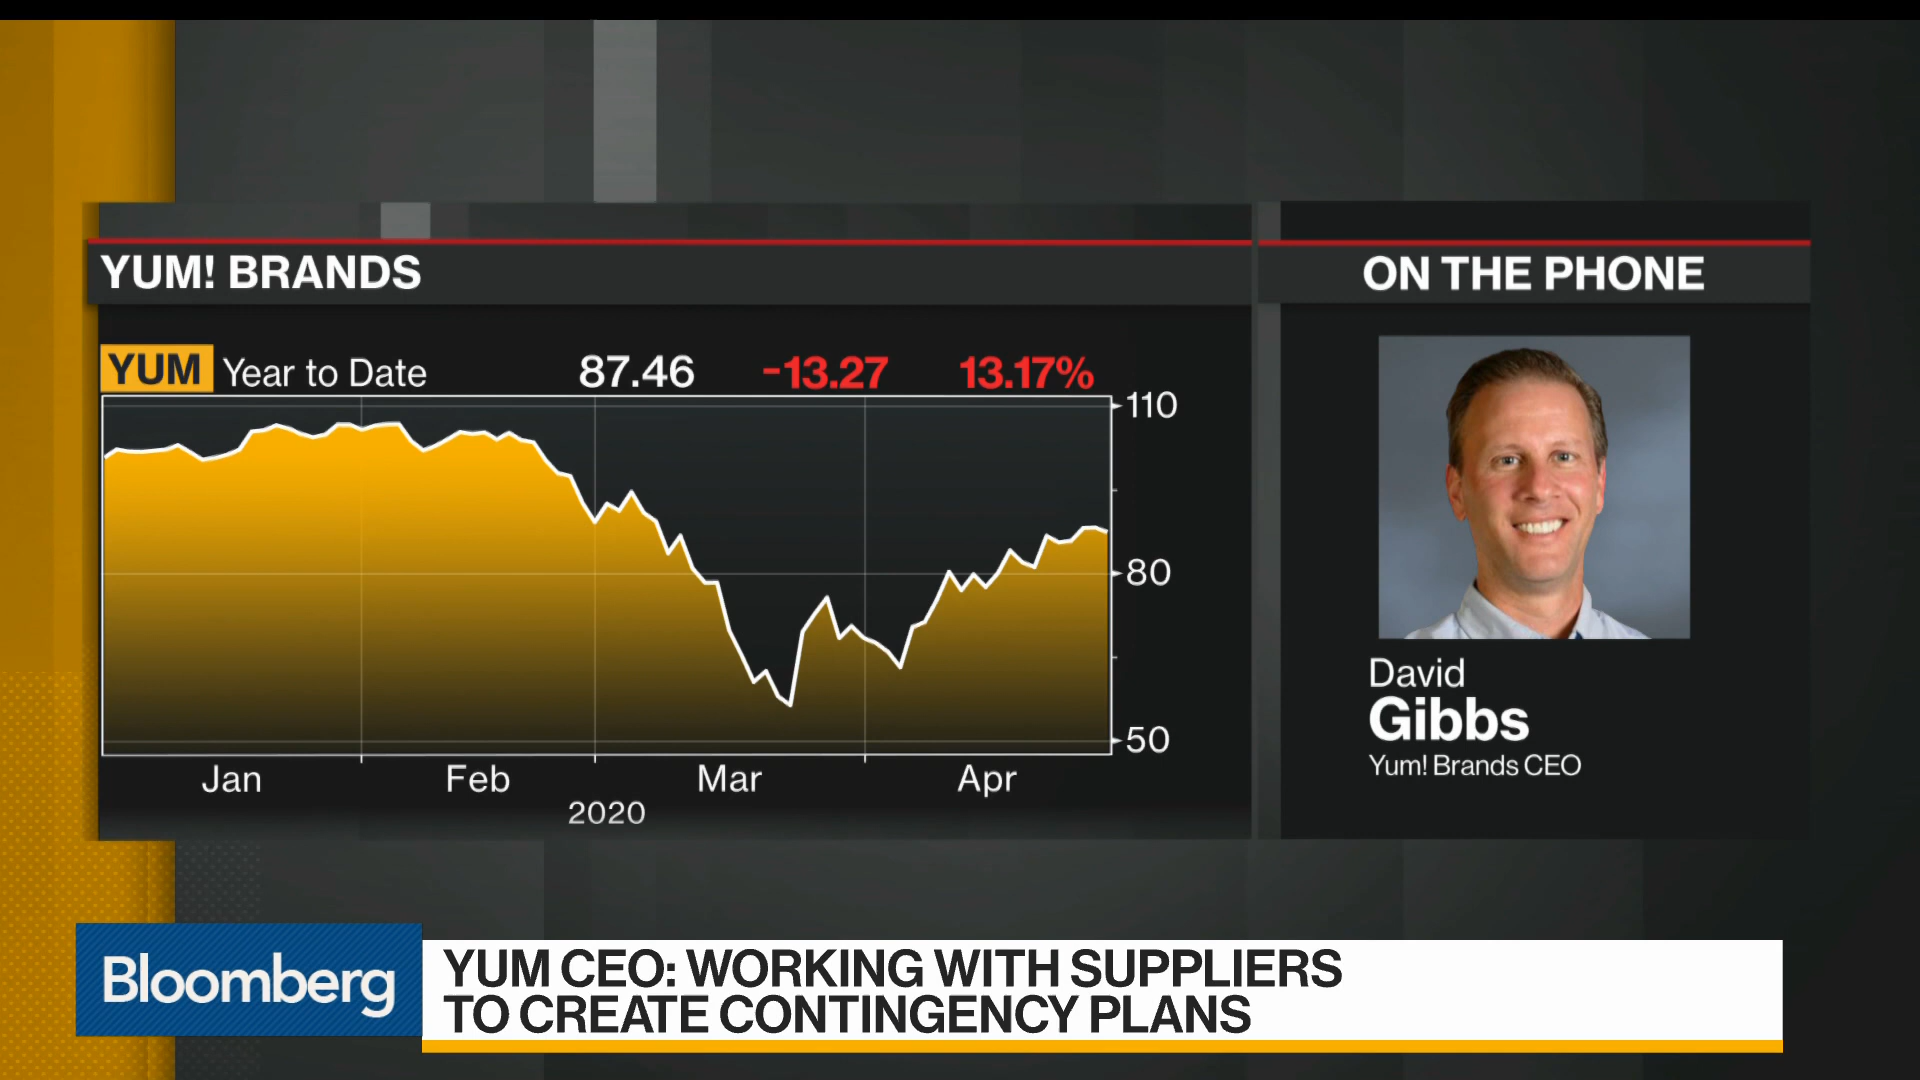 YUM! BRANDS
YUM Year to Date 87.46 -13.27 13.17%
110
80
50
Jan Feb Mar Apr
2020
ON THE PHONE
David
Gibbs
Yum! Brands CEO
Bloomberg
YUM CEO: WORKING WITH SUPPLIERS
TO CREATE CONTINGENCY PLANS